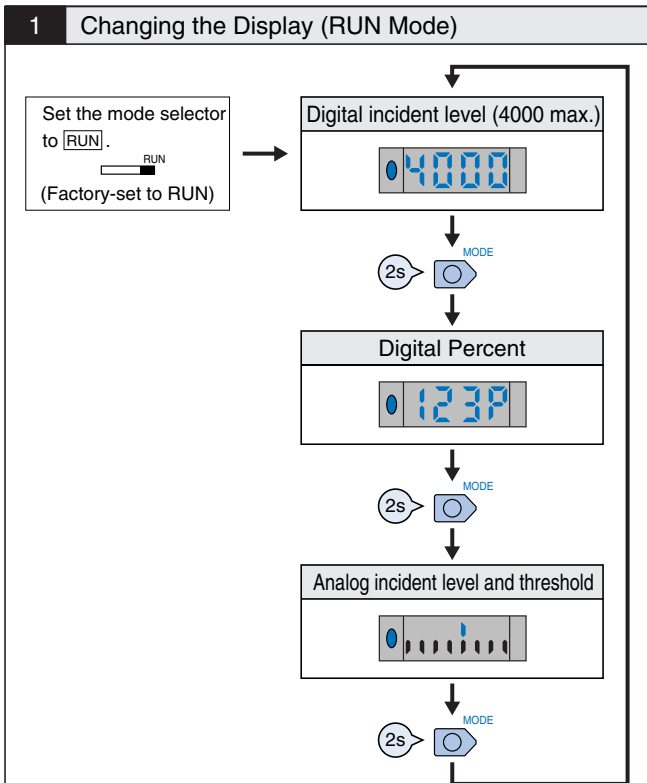 1 Changing the Display (RUN Mode)
Set the mode selector
to RUN.
RUN
(Factory-set to RUN)
Digital incident level (4000 max.)
4000
MODE
2s
Digital Percent
123P
MODE
2s
Analog incident level and threshold
MODE
2s